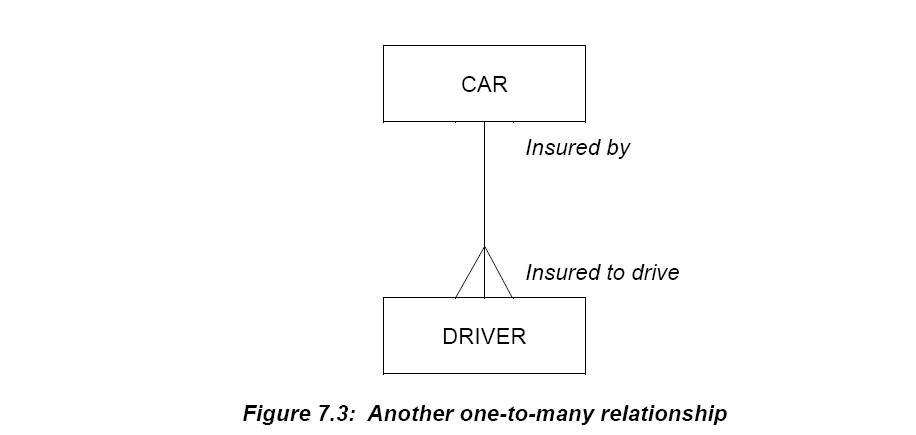 CAR
Insured by
Insured to drive
DRIVER
Figure 7.3: Another one-to-many relationship